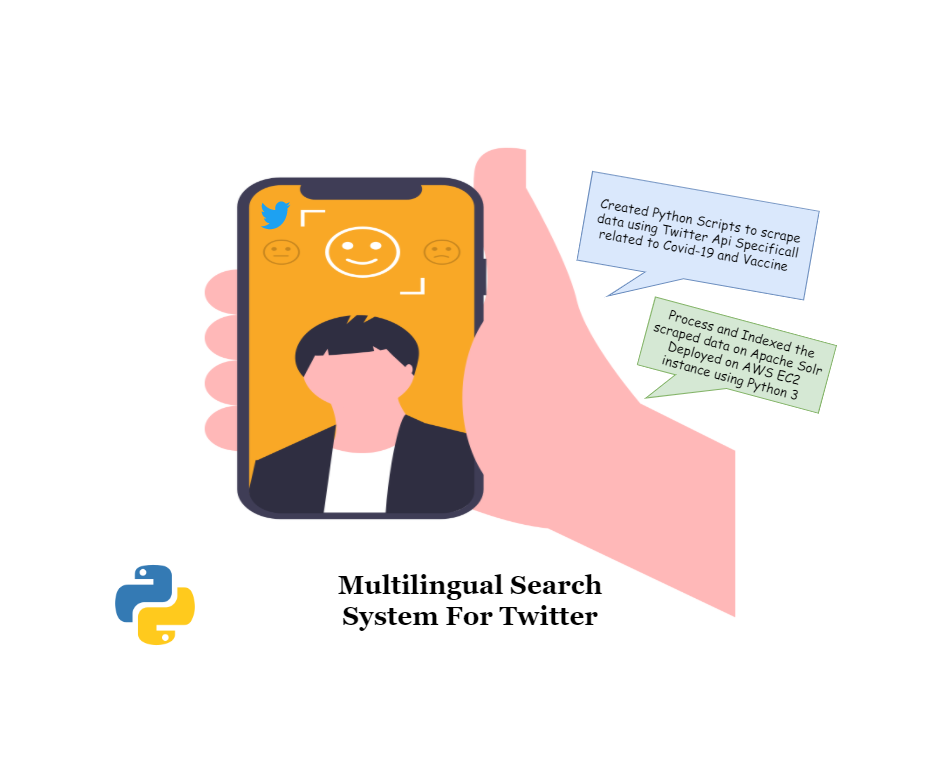 Created Python Scripts to scrape
data using Twitter Api Specificall
related to Covid-19 and Vaccine
Process and Indexed the
scraped data on Apache Solr
Deployed on AWS EC2
instance using Python 3
Multilingual Search
System For Twitter